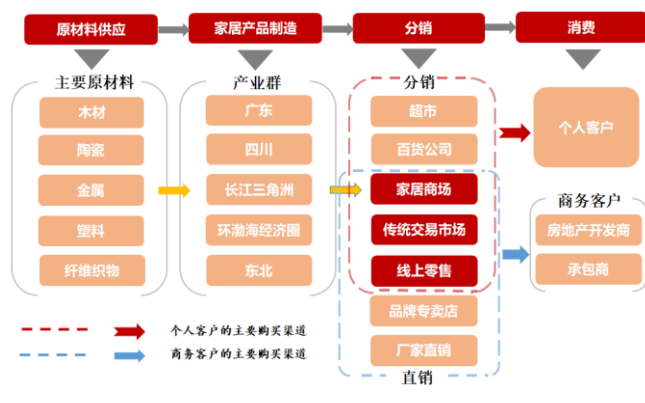 原材料供应
家居产品制造
分销
消费
主要原材料
木材
陶瓷
金属
塑料
纤维织物
产业群
广东
四川
长江三角洲
环渤海经济圈
东北
分销
超市
百货公司
家居商场
传统交易市场
线上零售
品牌专卖店
厂家直销
直销
个人客户
商务客户
房地产开发商
承包商
个人客户的主要购买渠道
商务客户的主要购买渠道